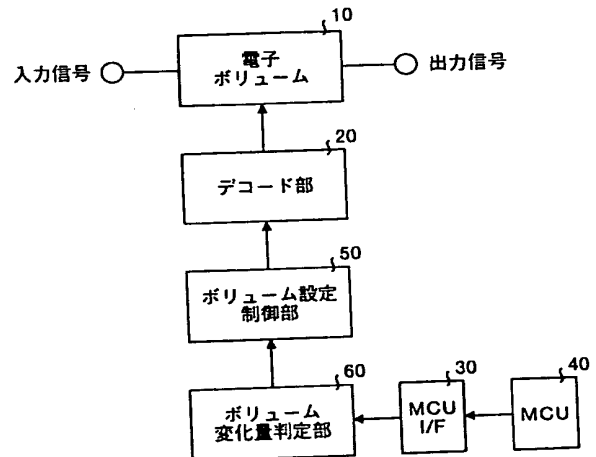 10
電子
ボリューム
入力信号
出力信号
20
デコード部
50
ボリューム設定
制御部
60
ボリューム
変化量判定部
30
MCU
I/F
40
MCU